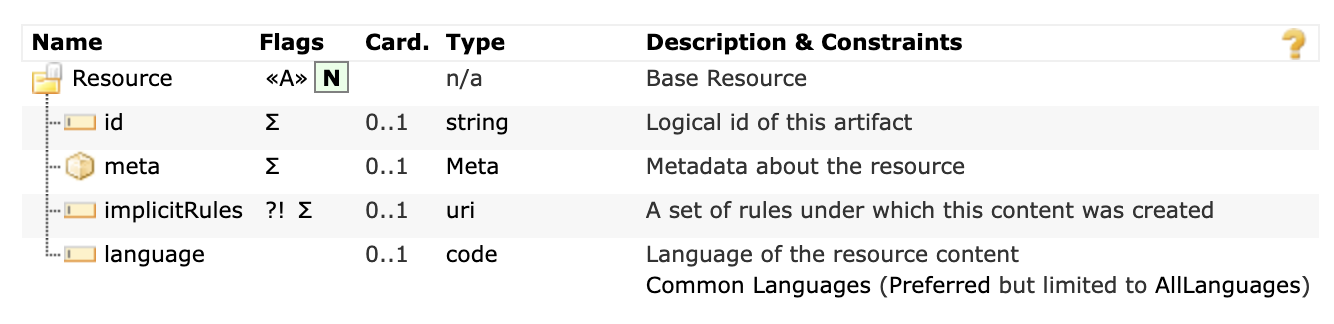 Name Flags Card. Type Description & Constraints ?
Resource «A» N n/a Base Resource
id Σ 0..1 string Logical id of this artifact
meta Σ 0..1 Meta Metadata about the resource
implicitRules ?! Σ 0..1 uri A set of rules under which this content was created
language 0..1 code Language of the resource content
Common Languages (Preferred but limited to AllLanguages)